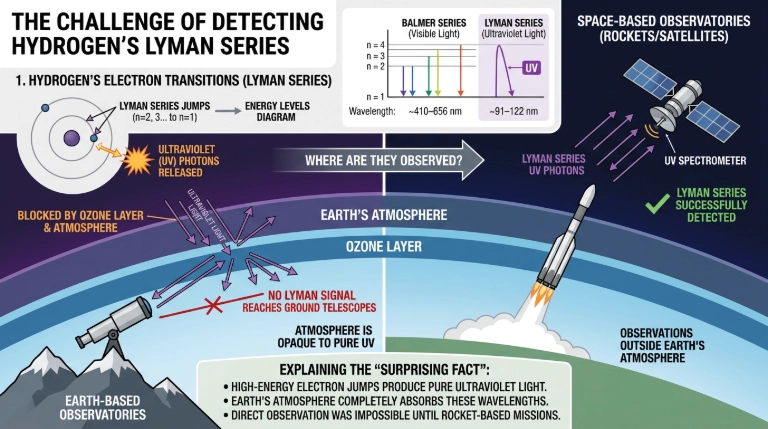 THE CHALLENGE OF DETECTING
HYDROGEN'S LYMAN SERIES
1. HYDROGEN'S ELECTRON TRANSITIONS (LYMAN SERIES)
LYMAN SERIES JUMPS
(n=2, 3... to n=1)
ENERGY LEVELS
DIAGRAM
ULTRAVIOLET
(UV) PHOTONS
RELEASED
BALMER SERIES
(Visible Light)
LYMAN SERIES
(Ultraviolet Light)
n = 4
n = 3
n = 2
n = 1
UV
Wavelength:
~410–656 nm
~91–122 nm
SPACE-BASED OBSERVATORIES
(ROCKETS/SATELLITES)
WHERE ARE THEY OBSERVED?
LYMAN SERIES
UV PHOTONS
UV SPECTROMETER
LYMAN SERIES
SUCCESSFULLY
DETECTED
BLOCKED BY OZONE LAYER
& ATMOSPHERE
ULTRAVIOLET LIGHT
LIGHT
EARTH'S ATMOSPHERE
OZONE LAYER
NO LYMAN SIGNAL
REACHES GROUND TELESCOPES
ATMOSPHERE IS
OPAQUE TO PURE UV
OBSERVATIONS
OUTSIDE EARTH'S
ATMOSPHERE
EARTH-BASED
OBSERVATORIES
EXPLAINING THE "SURPRISING FACT":
• HIGH-ENERGY ELECTRON JUMPS PRODUCE PURE ULTRAVIOLET LIGHT.
• EARTH'S ATMOSPHERE COMPLETELY ABSORBS THESE WAVELENGTHS.
• DIRECT OBSERVATION WAS IMPOSSIBLE UNTIL ROCKET-BASED MISSIONS.